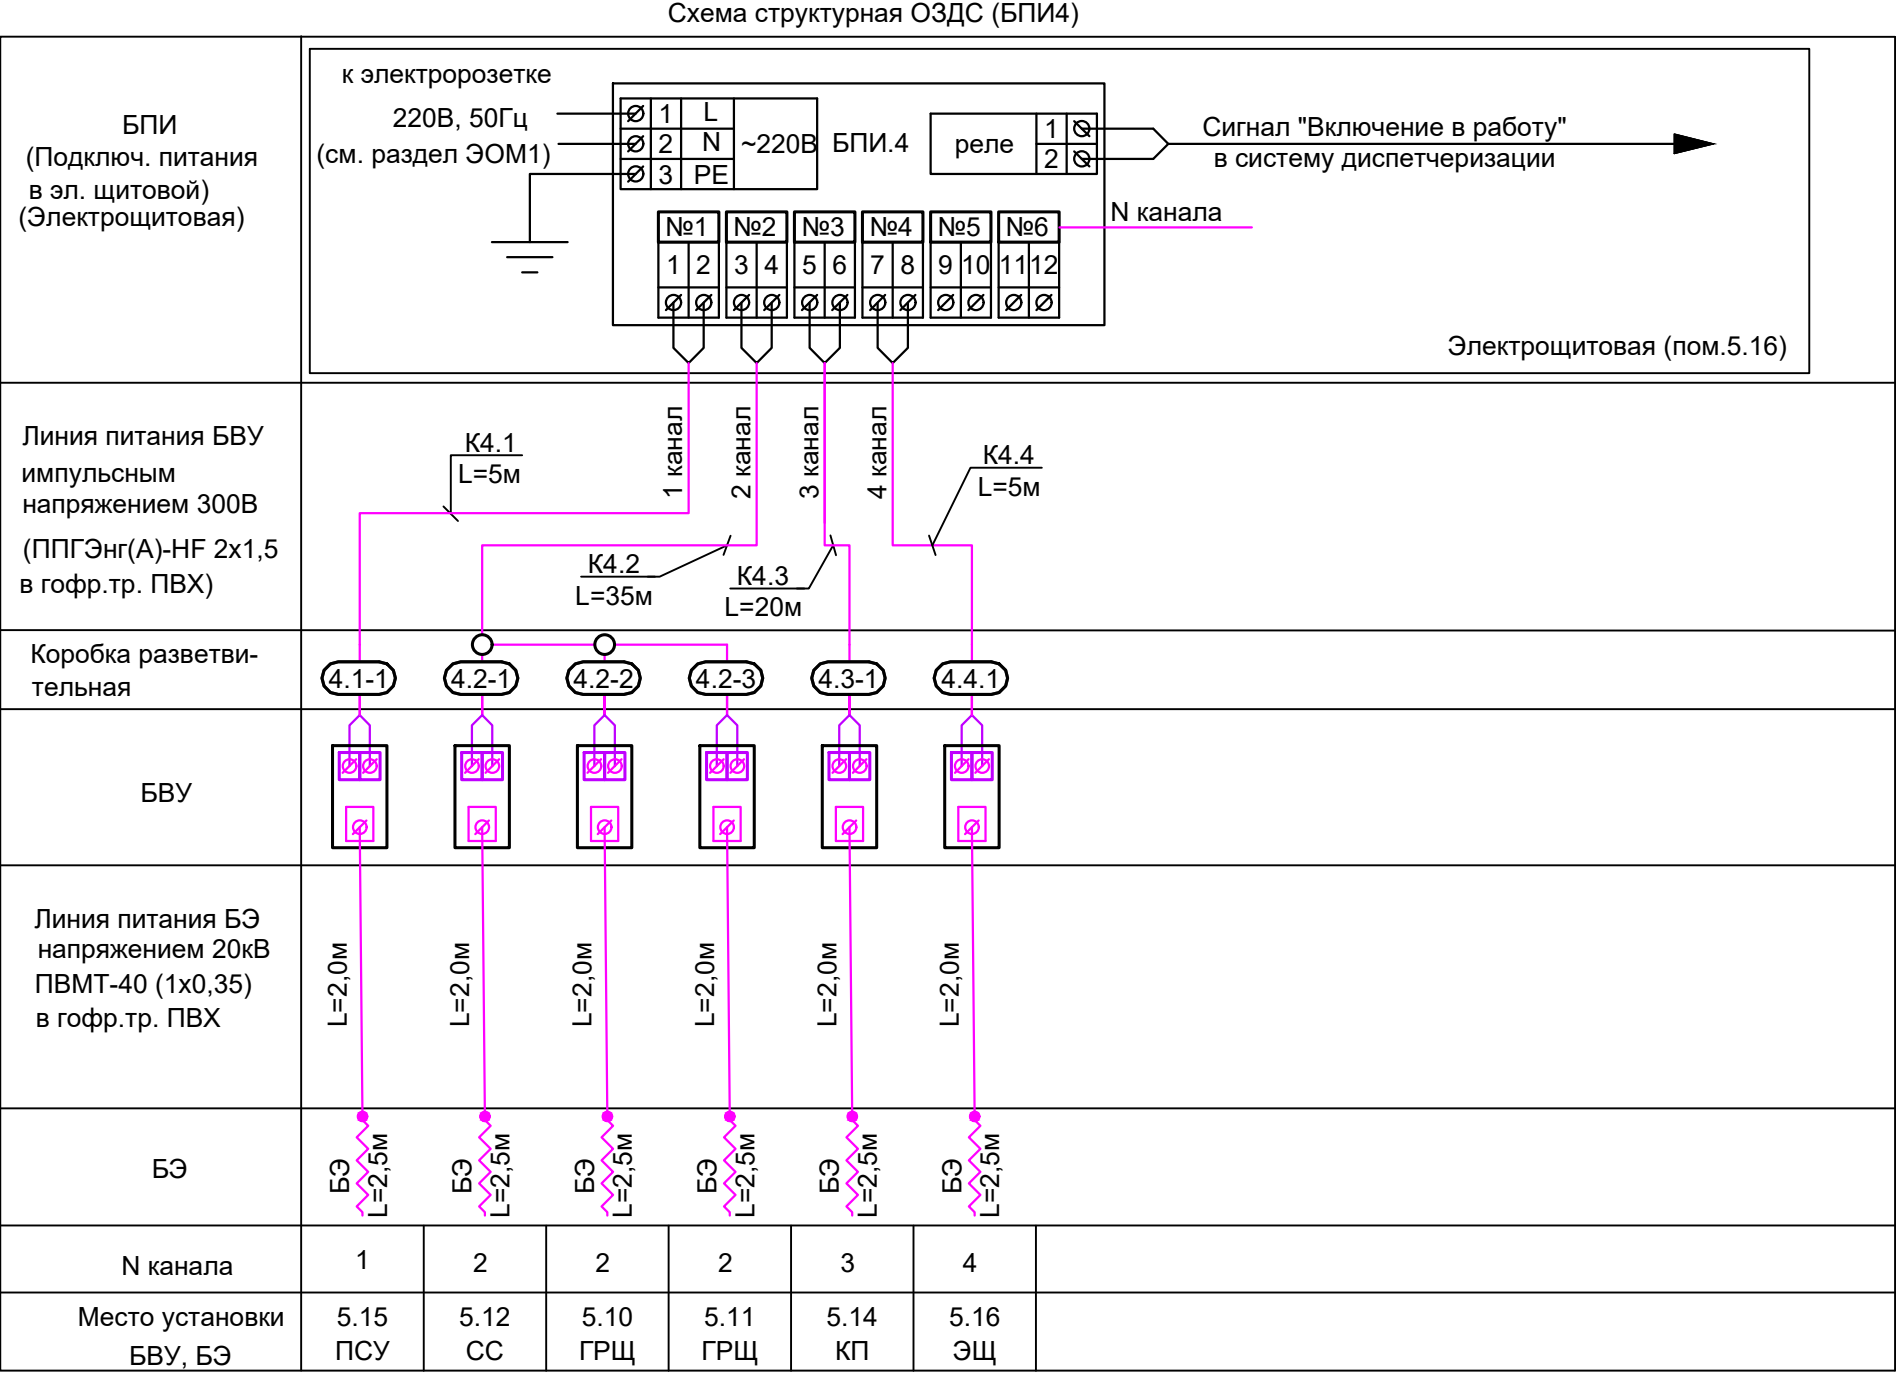 Схема структурная ОЗДС (БПИ4)
БПИ
(Подключ. питания
в эл. щитовой)
(Электрощитовая)
к электророзетке
220В, 50Гц
(см. раздел ЭОМ1)
1 L
2 N
3 PE
~220В
БПИ.4
реле
1
2
Сигнал "Включение в работу"
в систему диспетчеризации
№1 №2 №3 №4 №5 №6
N канала
1 2 3 4 5 6 7 8 9 10 11 12
Электрощитовая (пом.5.16)
Линия питания БВУ
импульсным
напряжением 300В
(ППГЭнг(А)-HF 2х1,5
в гофр.тр. ПВХ)
1 канал
2 канал
3 канал
4 канал
К4.1
L=5м
К4.2
L=35м
К4.3
L=20м
К4.4
L=5м
Коробка разветви-
тельная
4.1-1 4.2-1 4.2-2 4.2-3 4.3-1 4.4.1
БВУ
Линия питания БЭ
напряжением 20кВ
ПВМТ-40 (1х0,35)
в гофр.тр. ПВХ
L=2,0м
L=2,0м
L=2,0м
L=2,0м
L=2,0м
L=2,0м
БЭ
БЭ
L=2,5м
БЭ
L=2,5м
БЭ
L=2,5м
БЭ
L=2,5м
БЭ
L=2,5м
БЭ
L=2,5м
N канала
1 2 2 2 3 4
Место установки
БВУ, БЭ
5.15 5.12 5.10 5.11 5.14 5.16
ПСУ СС ГРЩ ГРЩ КП ЭЩ